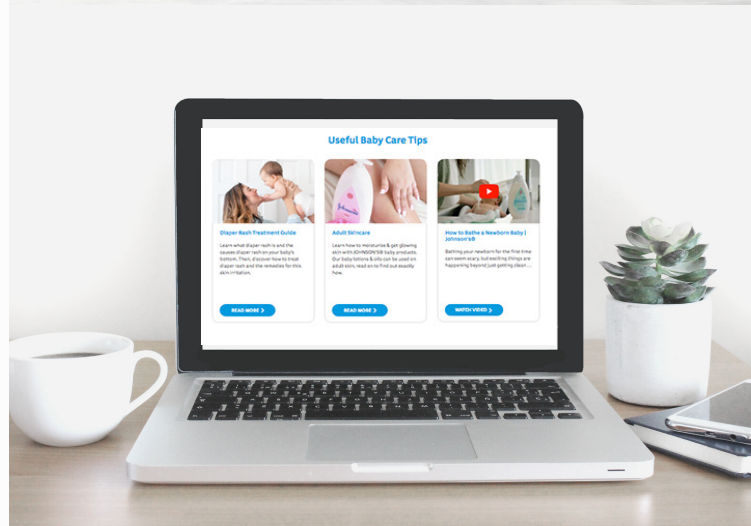 Useful Baby Care Tips
Diaper Rash Treatment Guide
Learn what diaper rash is and the
causes diaper rash on your baby's
bottom. Then, discover how to treat
diaper rash and the remedies for this
skin irritation.
READ MORE
Johnson's
Adult Skincare
Learn how to moisturize & get glowing
skin with JOHNSON'S® baby products.
Our baby lotions & oils can be used on
adult skin, read on to find out exactly
how.
READ MORE
How to Bathe a Newborn Baby |
Johnson's®
Bathing your newborn for the first time
can seem scary, but exciting things are
happening beyond just getting clean ...
WATCH VIDEO